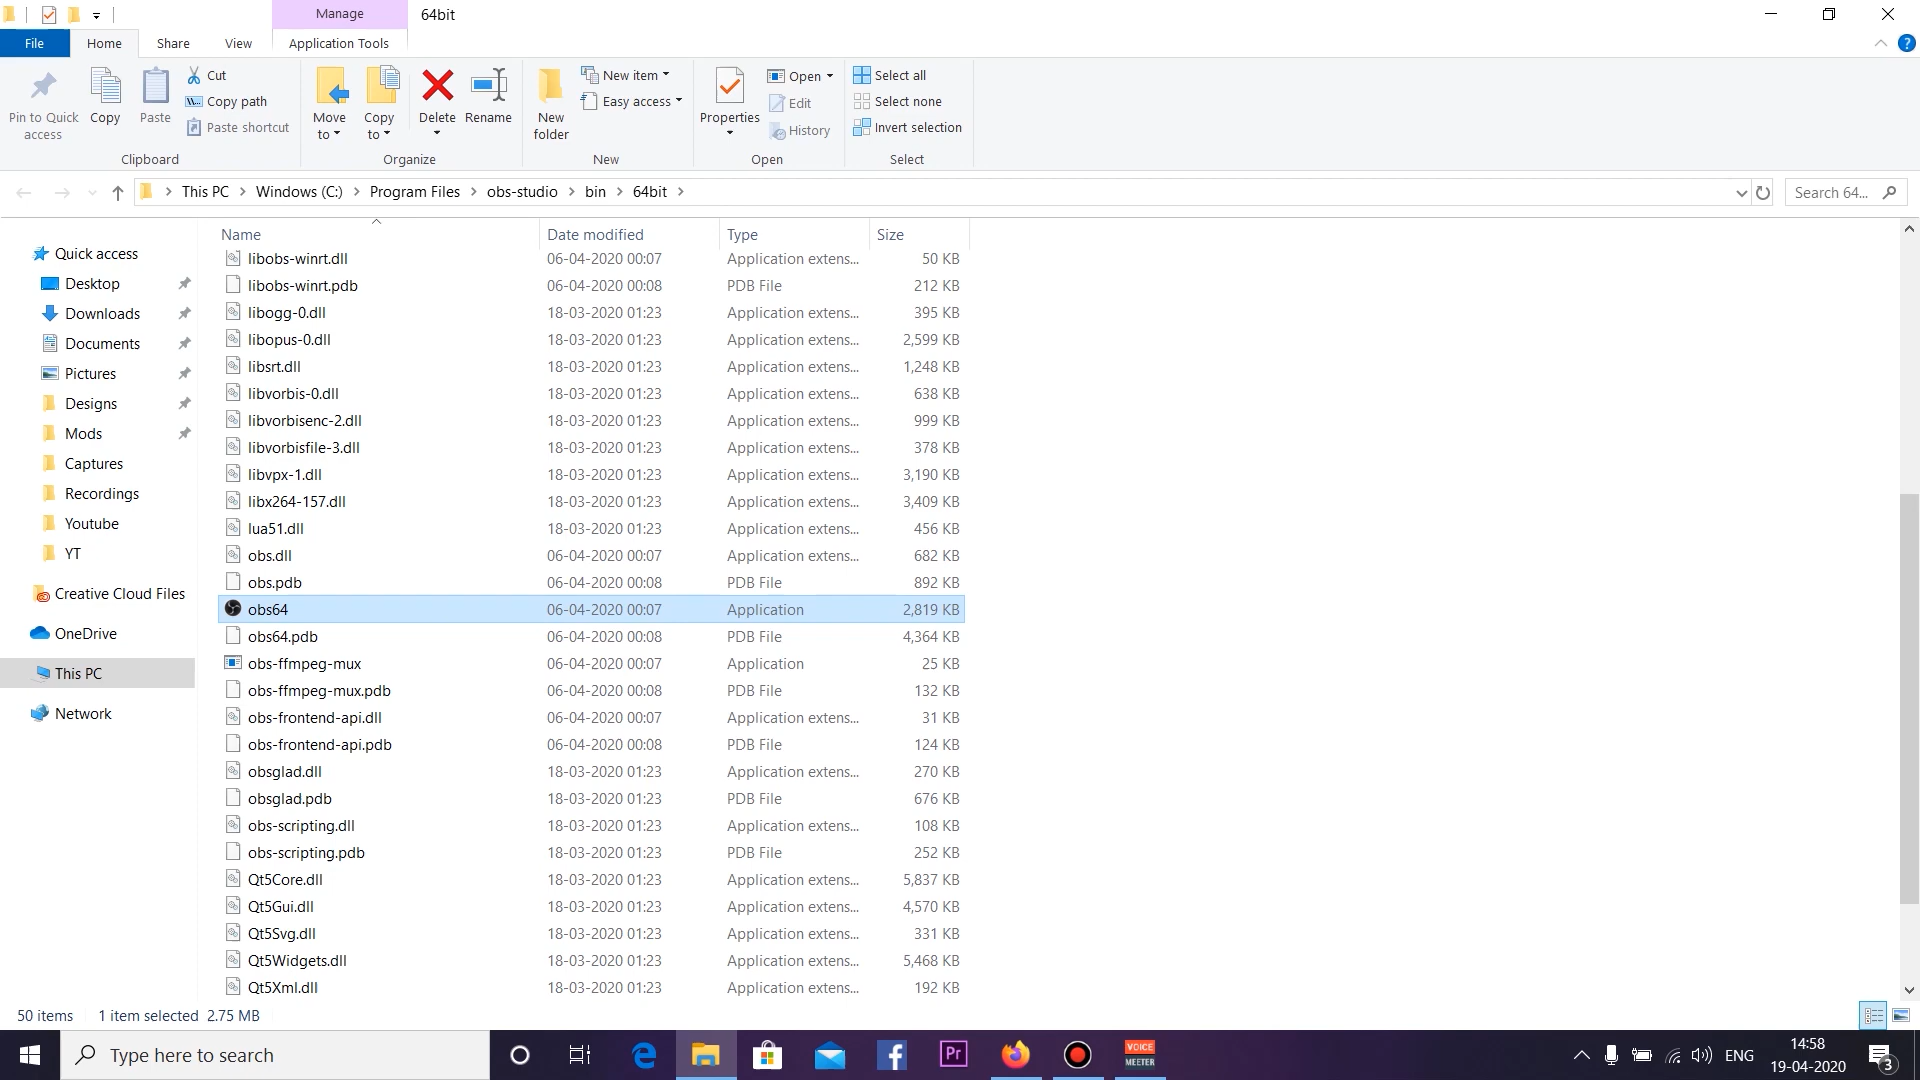 Manage
64bit
File
Home
Share
View
Application Tools
Pin to Quick access
Copy
Paste
Cut
Copy path
Paste shortcut
Clipboard
Move to
Copy to
Delete
Rename
Organize
New folder
New item
Easy access
New
Properties
Open
Edit
History
Open
Select all
Select none
Invert selection
Select
This PC > Windows (C:) > Program Files > obs-studio > bin > 64bit >
Search 64...
Quick access
Desktop
Downloads
Documents
Pictures
Designs
Mods
Captures
Recordings
Youtube
YT
Creative Cloud Files
OneDrive
This PC
Network
Name Date modified Type Size
libobs-winrt.dll 06-04-2020 00:07 Application extens... 50 KB
libobs-winrt.pdb 06-04-2020 00:08 PDB File 212 KB
libogg-0.dll 18-03-2020 01:23 Application extens... 395 KB
libopus-0.dll 18-03-2020 01:23 Application extens... 2,599 KB
libsrt.dll 18-03-2020 01:23 Application extens... 1,248 KB
libvorbis-0.dll 18-03-2020 01:23 Application extens... 638 KB
libvorbisenc-2.dll 18-03-2020 01:23 Application extens... 999 KB
libvorbisfile-3.dll 18-03-2020 01:23 Application extens... 378 KB
libvpx-1.dll 18-03-2020 01:23 Application extens... 3,190 KB
libx264-157.dll 18-03-2020 01:23 Application extens... 3,409 KB
lua51.dll 18-03-2020 01:23 Application extens... 456 KB
obs.dll 06-04-2020 00:07 Application extens... 682 KB
obs.pdb 06-04-2020 00:08 PDB File 892 KB
obs64 06-04-2020 00:07 Application 2,819 KB
obs64.pdb 06-04-2020 00:08 PDB File 4,364 KB
obs-ffmpeg-mux 06-04-2020 00:07 Application 25 KB
obs-ffmpeg-mux.pdb 06-04-2020 00:08 PDB File 132 KB
obs-frontend-api.dll 06-04-2020 00:07 Application extens... 31 KB
obs-frontend-api.pdb 06-04-2020 00:08 PDB File 124 KB
obsglad.dll 18-03-2020 01:23 Application extens... 270 KB
obsglad.pdb 18-03-2020 01:23 PDB File 676 KB
obs-scripting.dll 18-03-2020 01:23 Application extens... 108 KB
obs-scripting.pdb 18-03-2020 01:23 PDB File 252 KB
Qt5Core.dll 18-03-2020 01:23 Application extens... 5,837 KB
Qt5Gui.dll 18-03-2020 01:23 Application extens... 4,570 KB
Qt5Svg.dll 18-03-2020 01:23 Application extens... 331 KB
Qt5Widgets.dll 18-03-2020 01:23 Application extens... 5,468 KB
Qt5Xml.dll 18-03-2020 01:23 Application extens... 192 KB
50 items 1 item selected 2.75 MB
Type here to search
Pr
VOICE
MEETER
ENG
14:58
19-04-2020
3